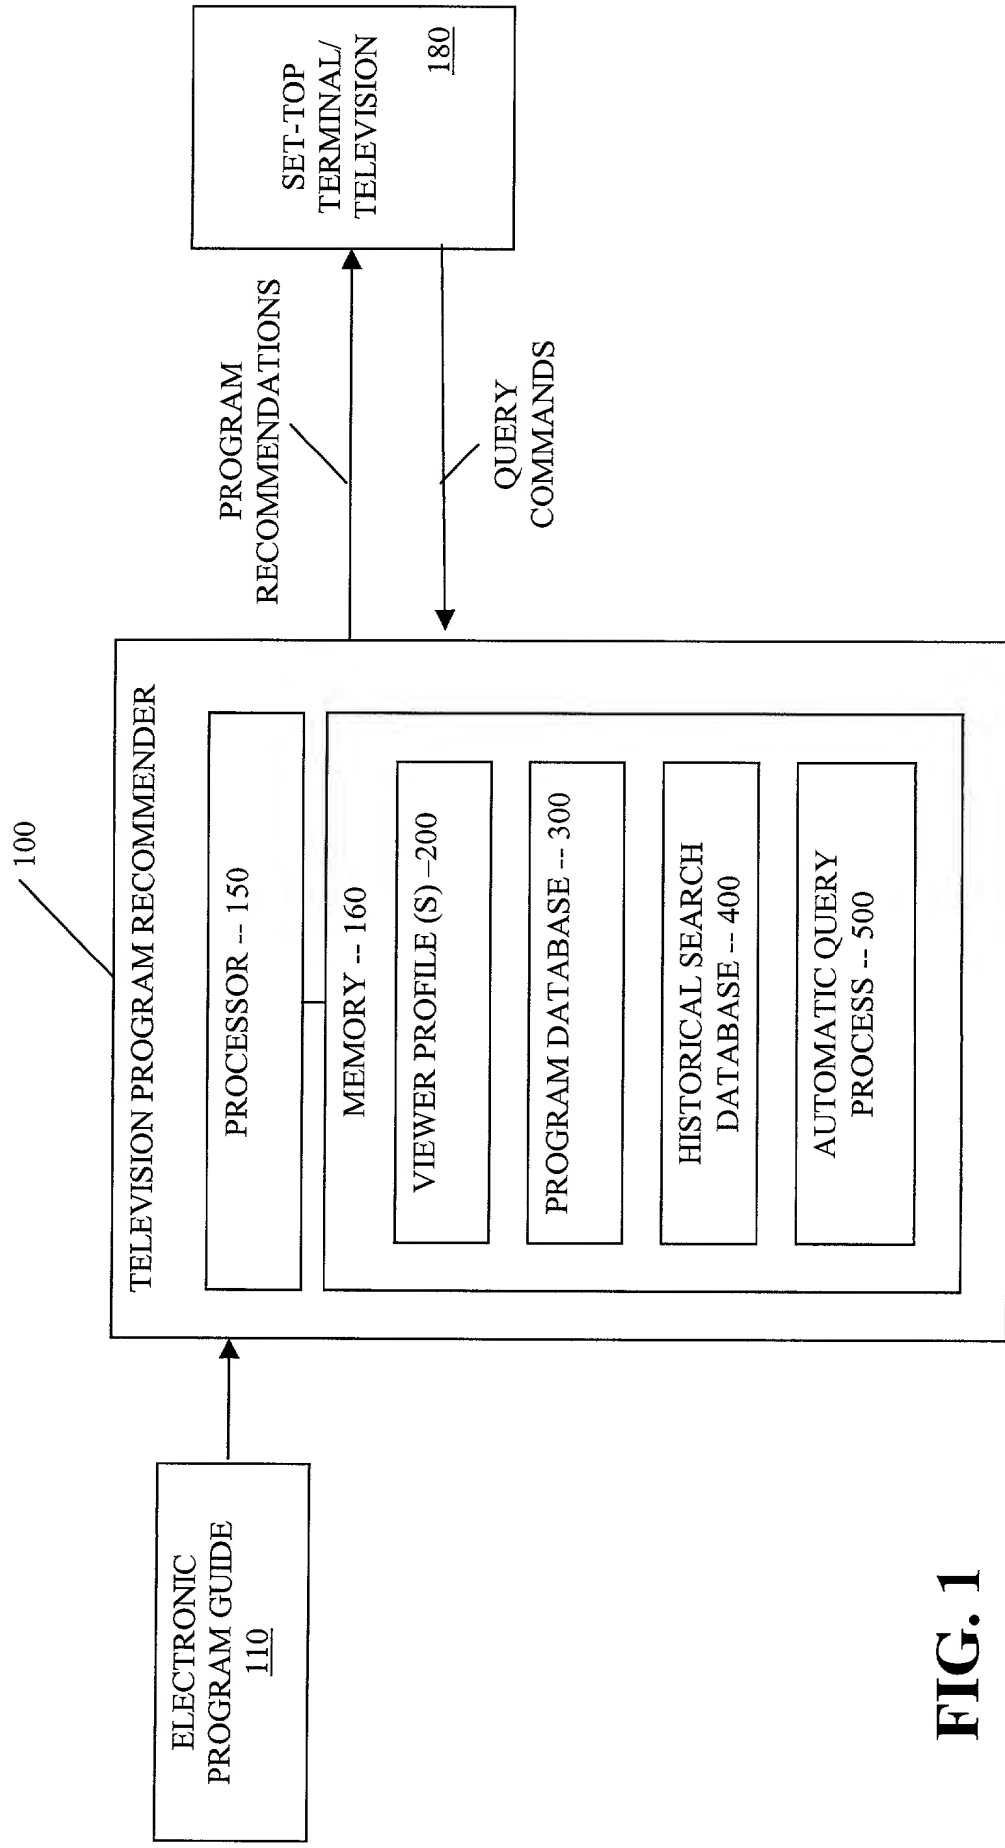 100
ELECTRONIC
PROGRAM GUIDE
110
TELEVISION PROGRAM RECOMMENDER
PROCESSOR -- 150
MEMORY -- 160
VIEWER PROFILE (S) –200
PROGRAM DATABASE -- 300
HISTORICAL SEARCH
DATABASE -- 400
AUTOMATIC QUERY
PROCESS -- 500
PROGRAM
RECOMMENDATIONS
QUERY
COMMANDS
SET-TOP
TERMINAL/
TELEVISION
180
FIG. 1